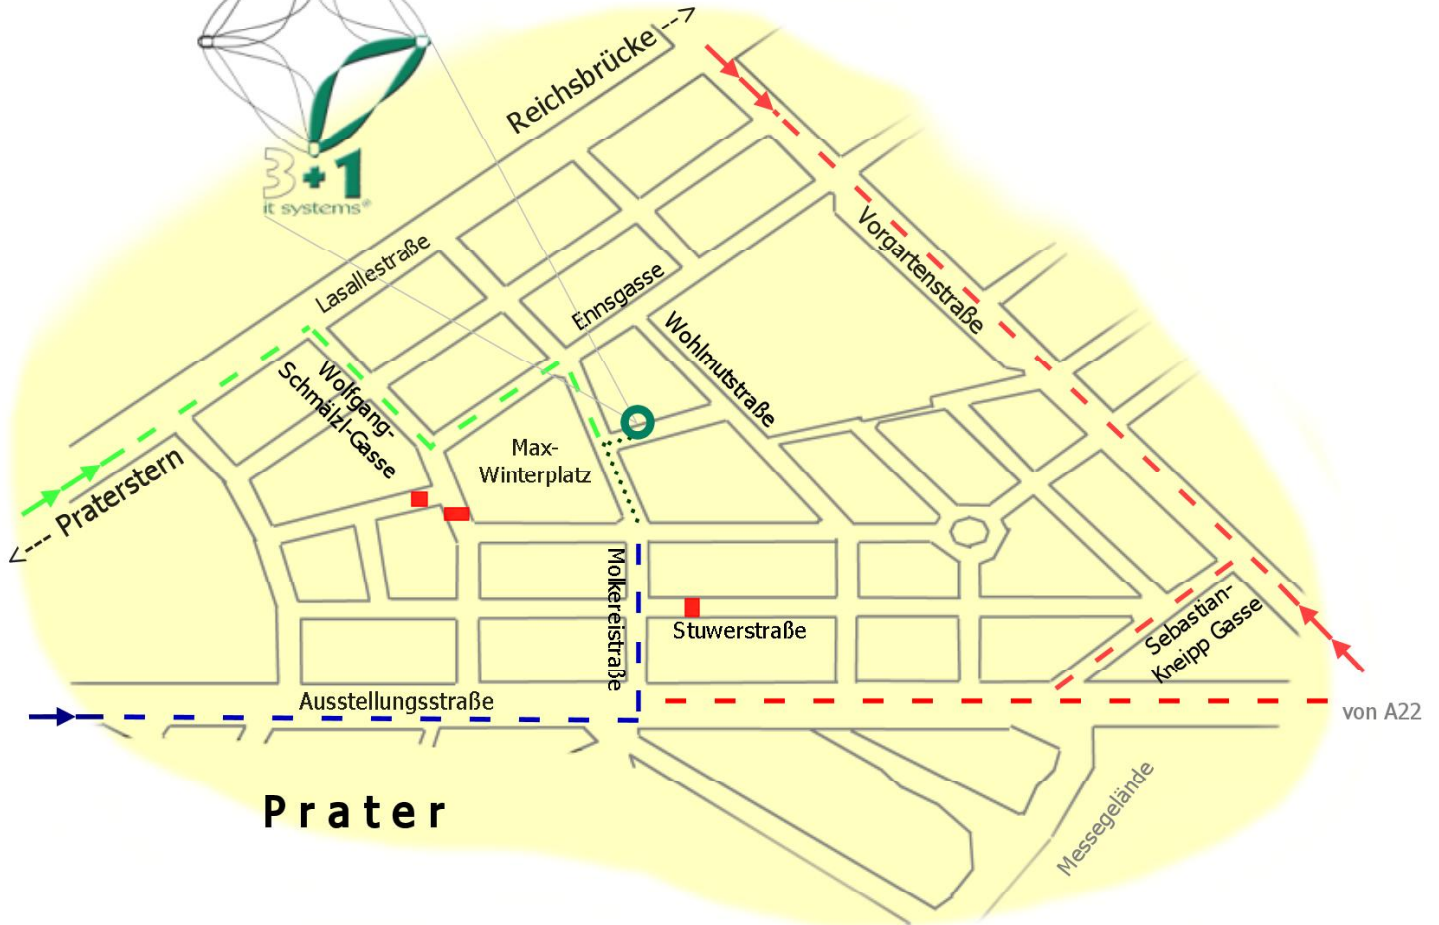 Reichsbrücke
3+1
it systems®
Lasallestraße
Vorgartenstraße
Ennsgasse
Wohlmutstraße
Wolfgang-
Schmälzl-Gasse
Max-
Winterplatz
Praterstern
Molkereistraße
Stuwerstraße
Sebastian-
Kneipp Gasse
Ausstellungsstraße
von A22
Prater
Messegelände